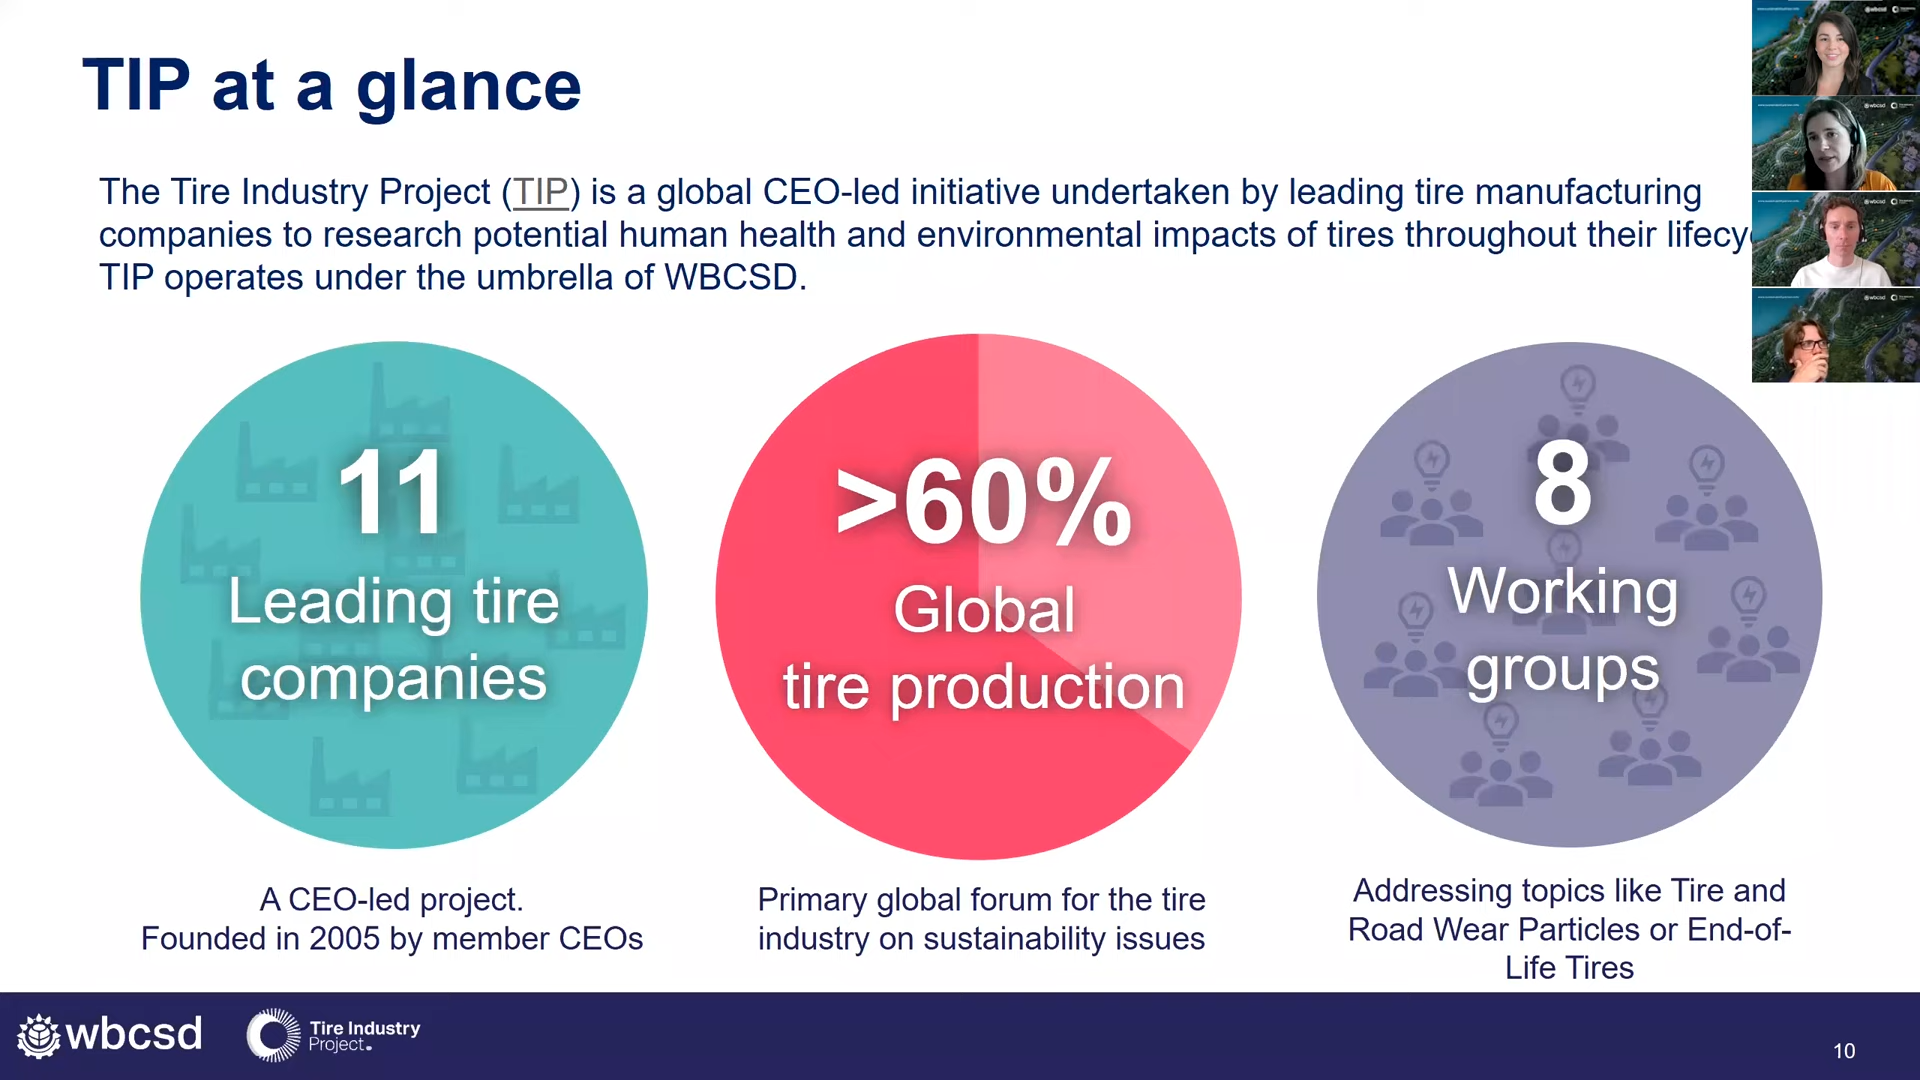 TIP at a glance
The Tire Industry Project (TIP) is a global CEO-led initiative undertaken by leading tire manufacturing
companies to research potential human health and environmental impacts of tires throughout their lifecy
TIP operates under the umbrella of WBCSD.
11
Leading tire
companies
>60%
Global
tire production
8
Working
groups
A CEO-led project.
Founded in 2005 by member CEOs
Primary global forum for the tire
industry on sustainability issues
Addressing topics like Tire and
Road Wear Particles or End-of-
Life Tires
wbcsd
Tire Industry
Project.
10